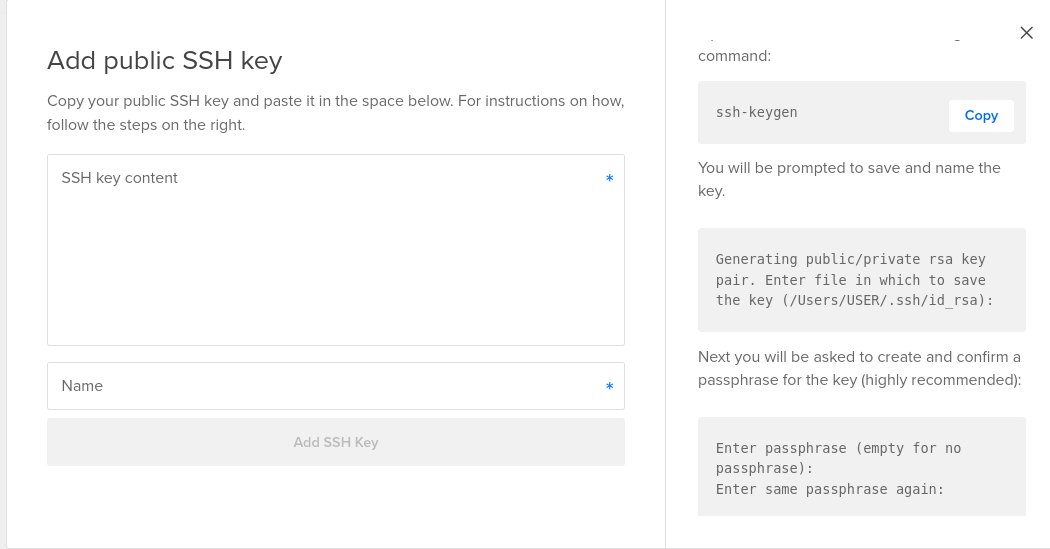 Add public SSH key
Copy your public SSH key and paste it in the space below. For instructions on how,
follow the steps on the right.
SSH key content *
Name *
Add SSH Key
command:
ssh-keygen
Copy
You will be prompted to save and name the
key.
Generating public/private rsa key
pair. Enter file in which to save
the key (/Users/USER/.ssh/id_rsa):
Next you will be asked to create and confirm a
passphrase for the key (highly recommended):
Enter passphrase (empty for no
passphrase):
Enter same passphrase again: